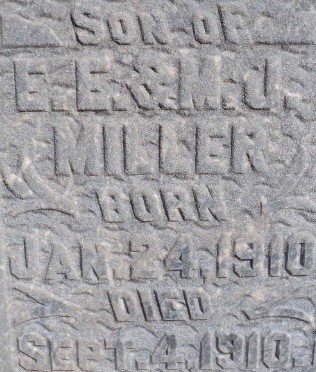 SON OF
E. E. & M. J.
MILLER
BORN
JAN. 24, 1910
DIED
SEPT. 4, 1910.